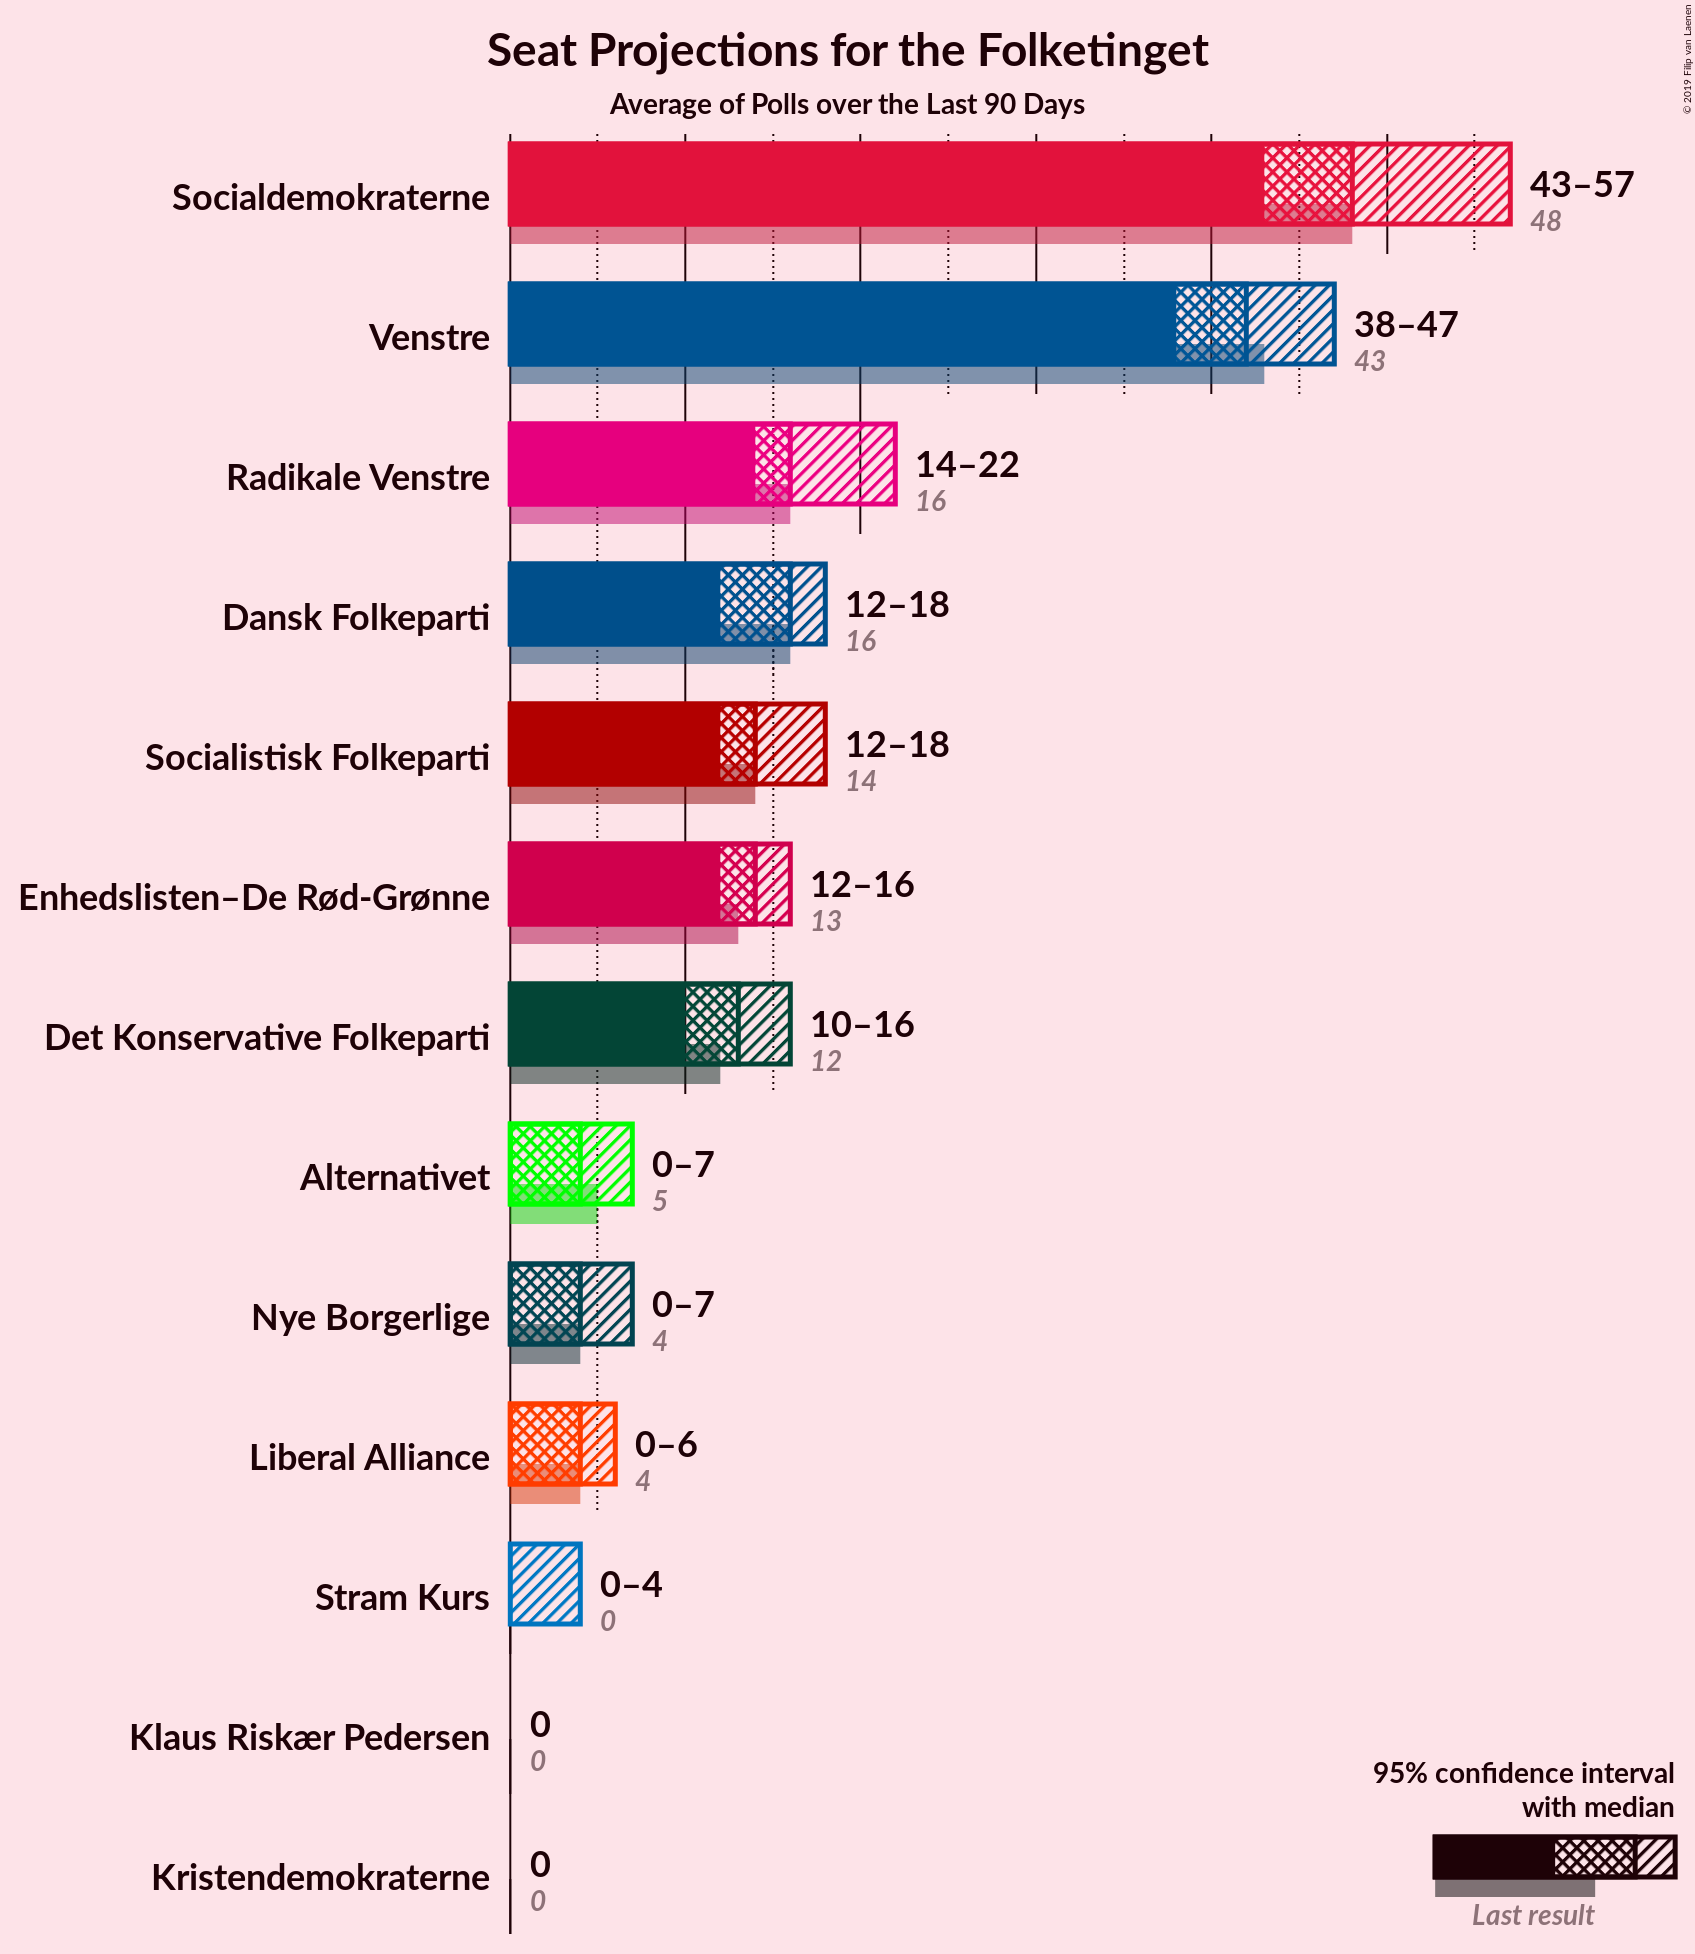 Seat Projections for the Folketinget
Average of Polls over the Last 90 Days
© 2019 Filip van Laenen
Socialdemokraterne
43–57
48
Venstre
38–47
43
Radikale Venstre
14–22
16
Dansk Folkeparti
12–18
16
Socialistisk Folkeparti
12–18
14
Enhedslisten–De Rød-Grønne
12–16
13
Det Konservative Folkeparti
10–16
12
Alternativet
0–7
5
Nye Borgerlige
0–7
4
Liberal Alliance
0–6
4
Stram Kurs
0–4
0
Klaus Riskær Pedersen
0
0
Kristendemokraterne
0
0
95% confidence interval
with median
Last result